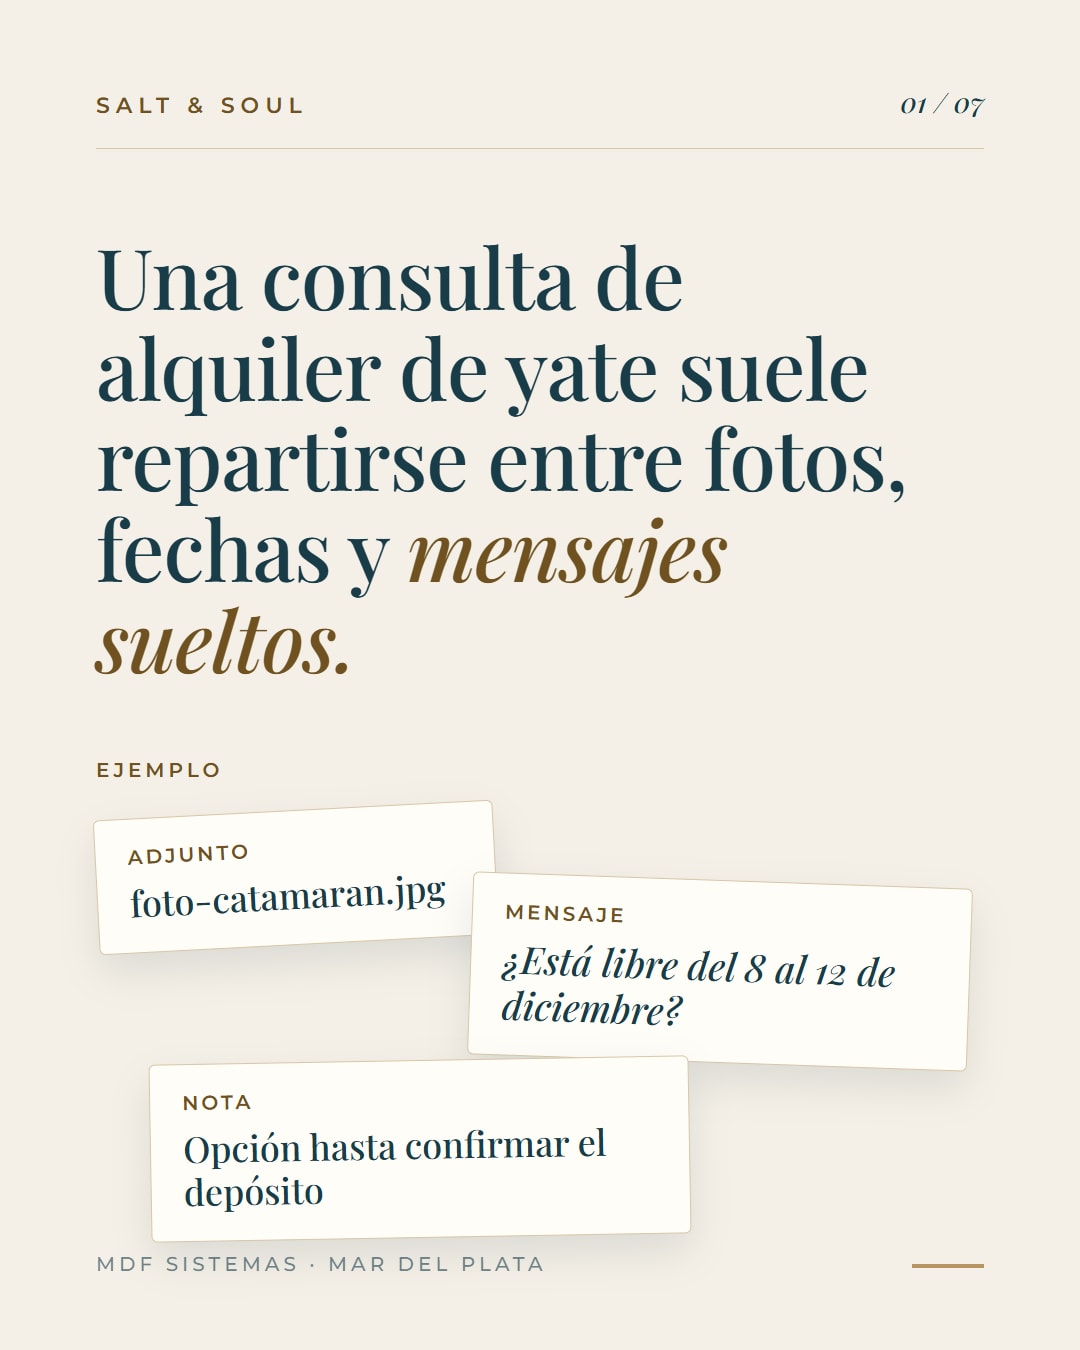 SALT & SOUL
01 / 07
Una consulta de
alquiler de yate suele
repartirse entre fotos,
fechas y mensajes
sueltos.
EJEMPLO
ADJUNTO
foto-catamaran.jpg
MENSAJE
¿Está libre del 8 al 12 de
diciembre?
NOTA
Opción hasta confirmar el
depósito
MDF SISTEMAS · MAR DEL PLATA